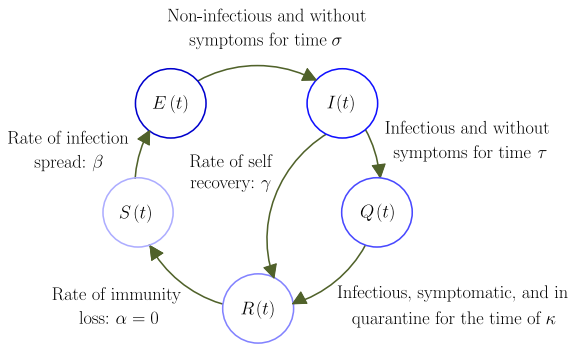 Non-infectious and without
symptoms for time σ
E(t)
I(t)
Rate of infection
spread: β
Infectious and without
symptoms for time τ
Rate of self
recovery: γ
S(t)
Q(t)
Rate of immunity
loss: α = 0
R(t)
Infectious, symptomatic, and in
quarantine for the time of κ